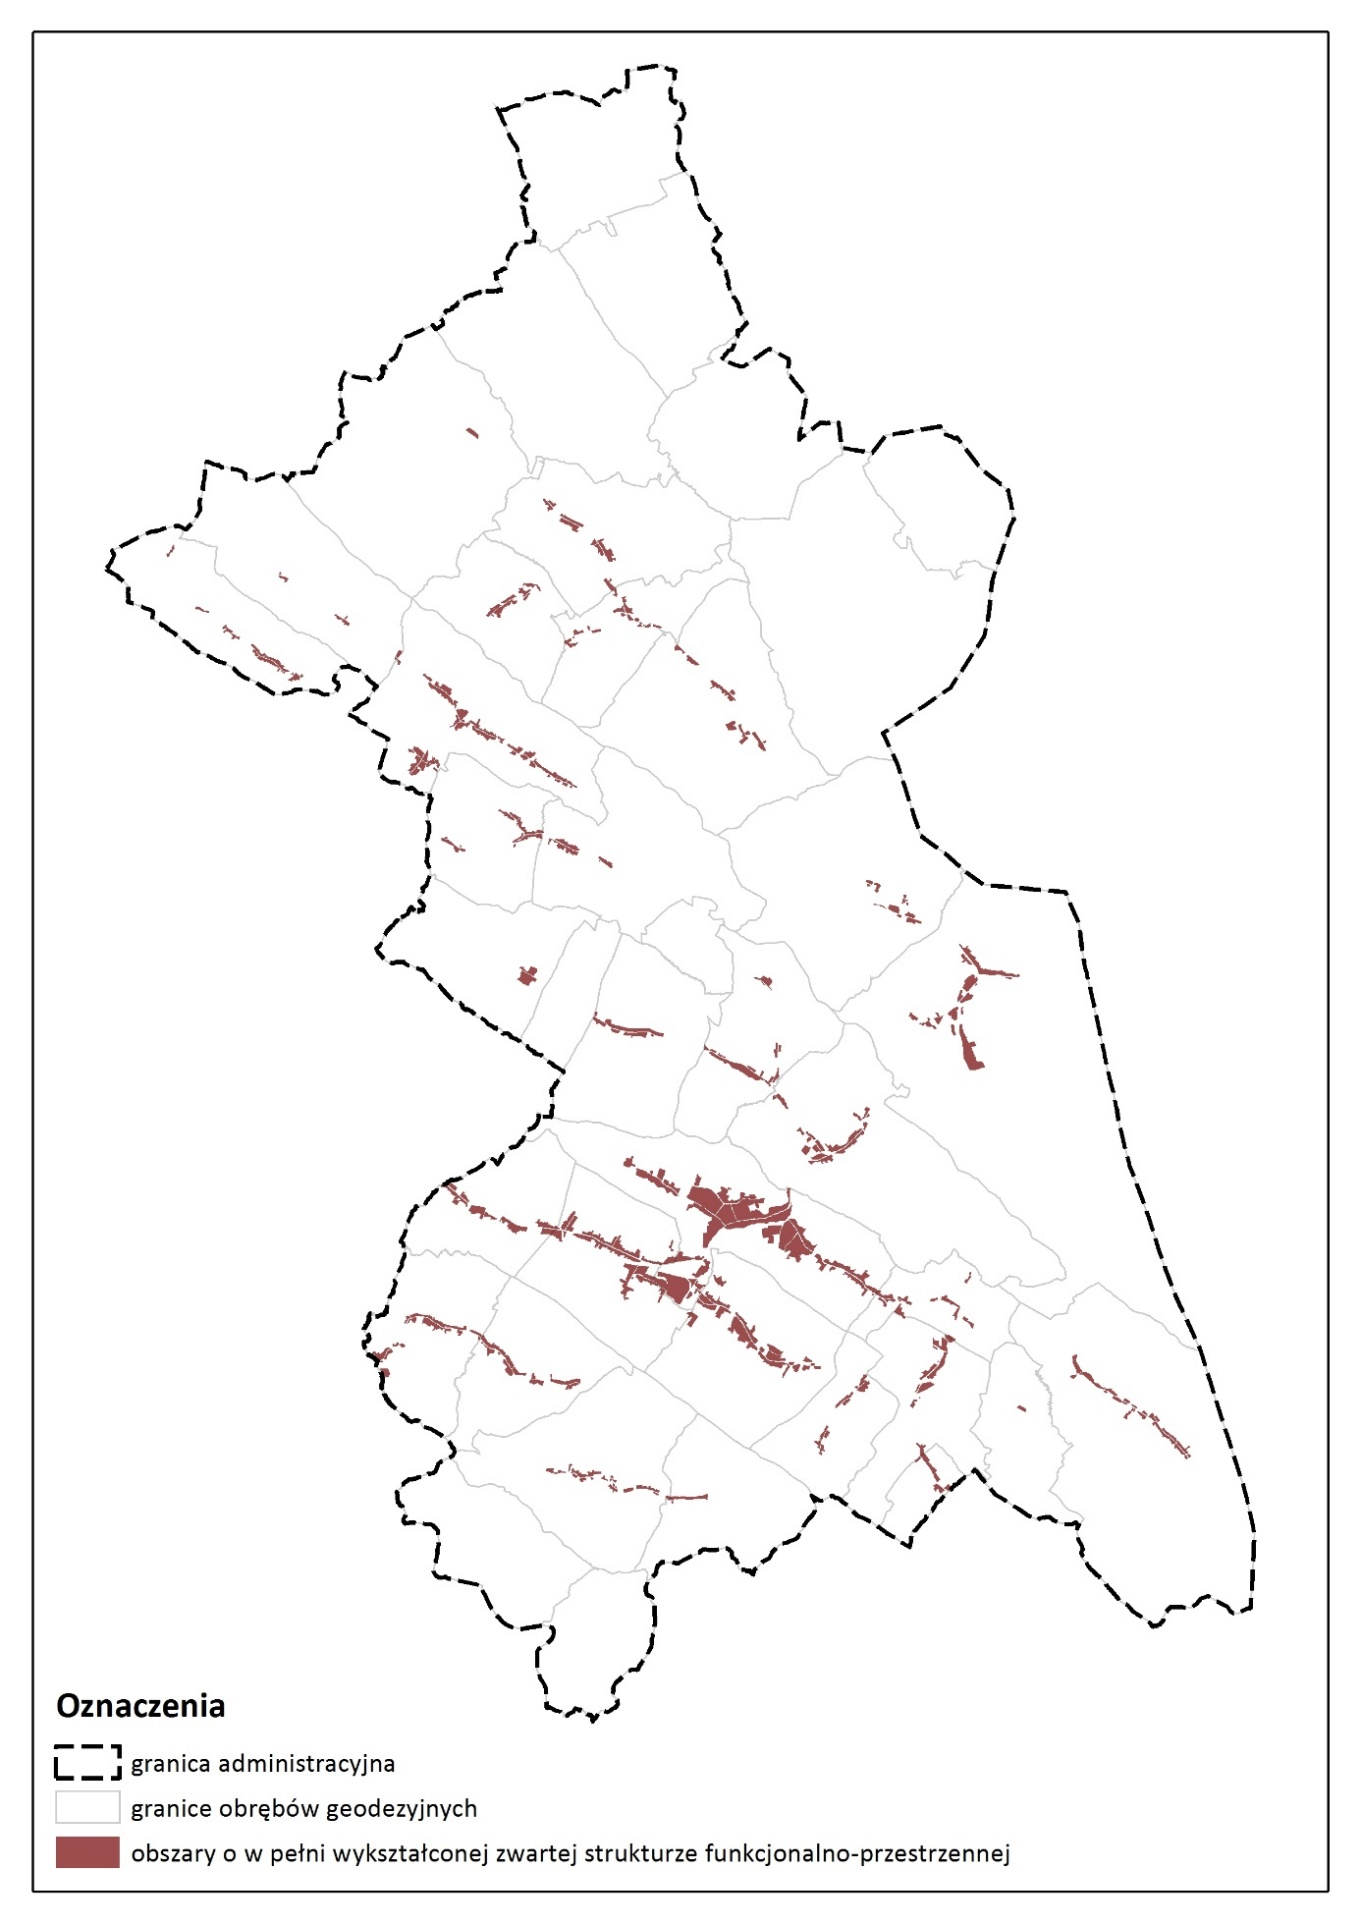 Oznaczenia
granica administracyjna
granice obrębów geodezyjnych
obszary o w pełni wykształconej zwartej strukturze funkcjonalno-przestrzennej